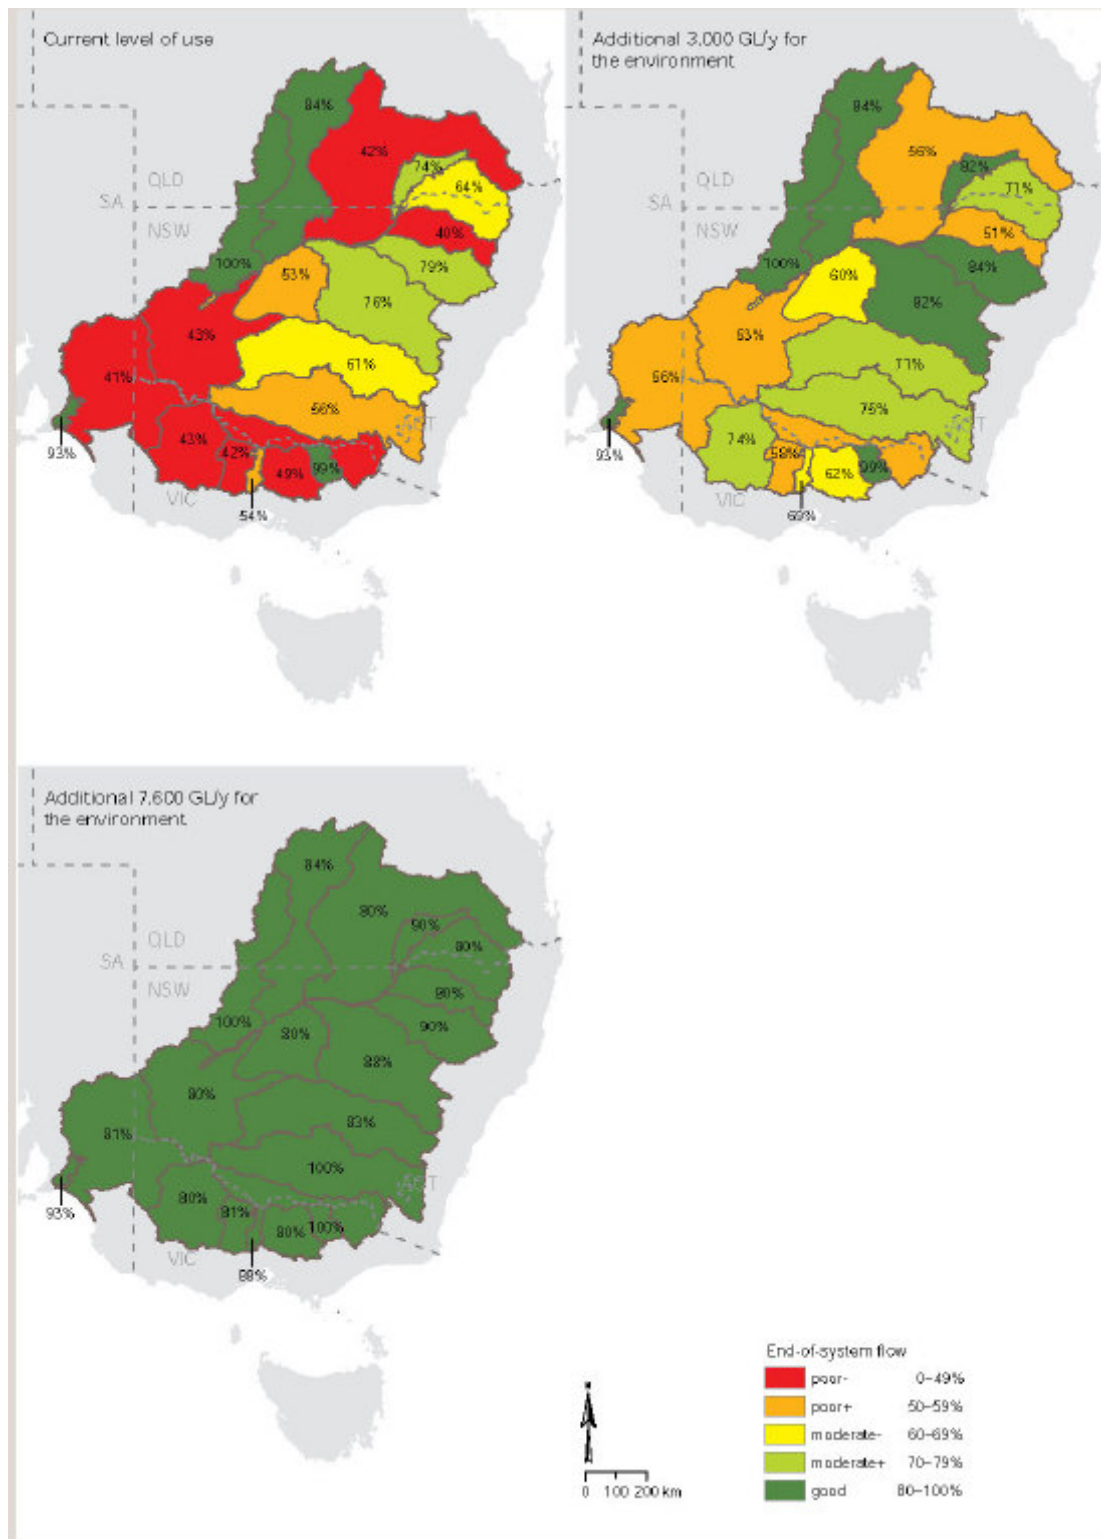 Current level of use
84%
42%
74%
64%
QLD
SA
NSW
40%
100%
79%
53%
76%
43%
61%
41%
56%
43%
42%
49%
99%
93%
VIC
54%
Additional 3,000 GL/y for
the environment
84%
56%
82%
71%
QLD
SA
NSW
51%
100%
84%
60%
82%
53%
71%
56%
75%
74%
58%
62%
99%
93%
VIC
69%
Additional 7,600 GL/y for
the environment
84%
80%
90%
80%
QLD
SA
NSW
80%
100%
90%
80%
88%
80%
83%
81%
100%
80%
81%
80%
100%
93%
VIC
88%
End-of-system flow
poor- 0–49%
poor+ 50–59%
moderate- 60–69%
moderate+ 70–79%
good 80–100%
0 100 200 km